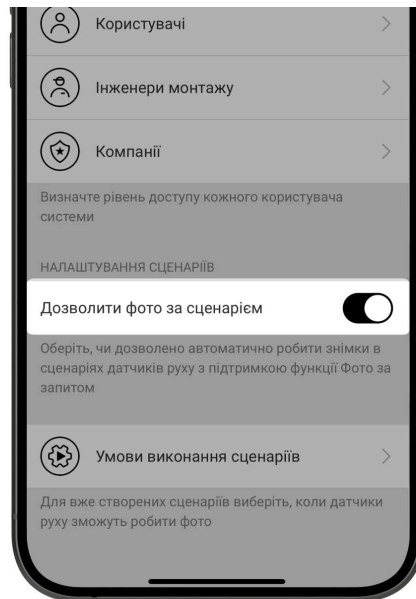 Користувачі
Інженери монтажу
Компанії
Визначте рівень доступу кожного користувача
системи
НАЛАШТУВАННЯ СЦЕНАРІЇВ
Дозволити фото за сценарієм
Оберіть, чи дозволено автоматично робити знімки в
сценаріях датчиків руху з підтримкою функції Фото за
запитом
Умови виконання сценаріїв
Для вже створених сценаріїв виберіть, коли датчики
руху зможуть робити фото